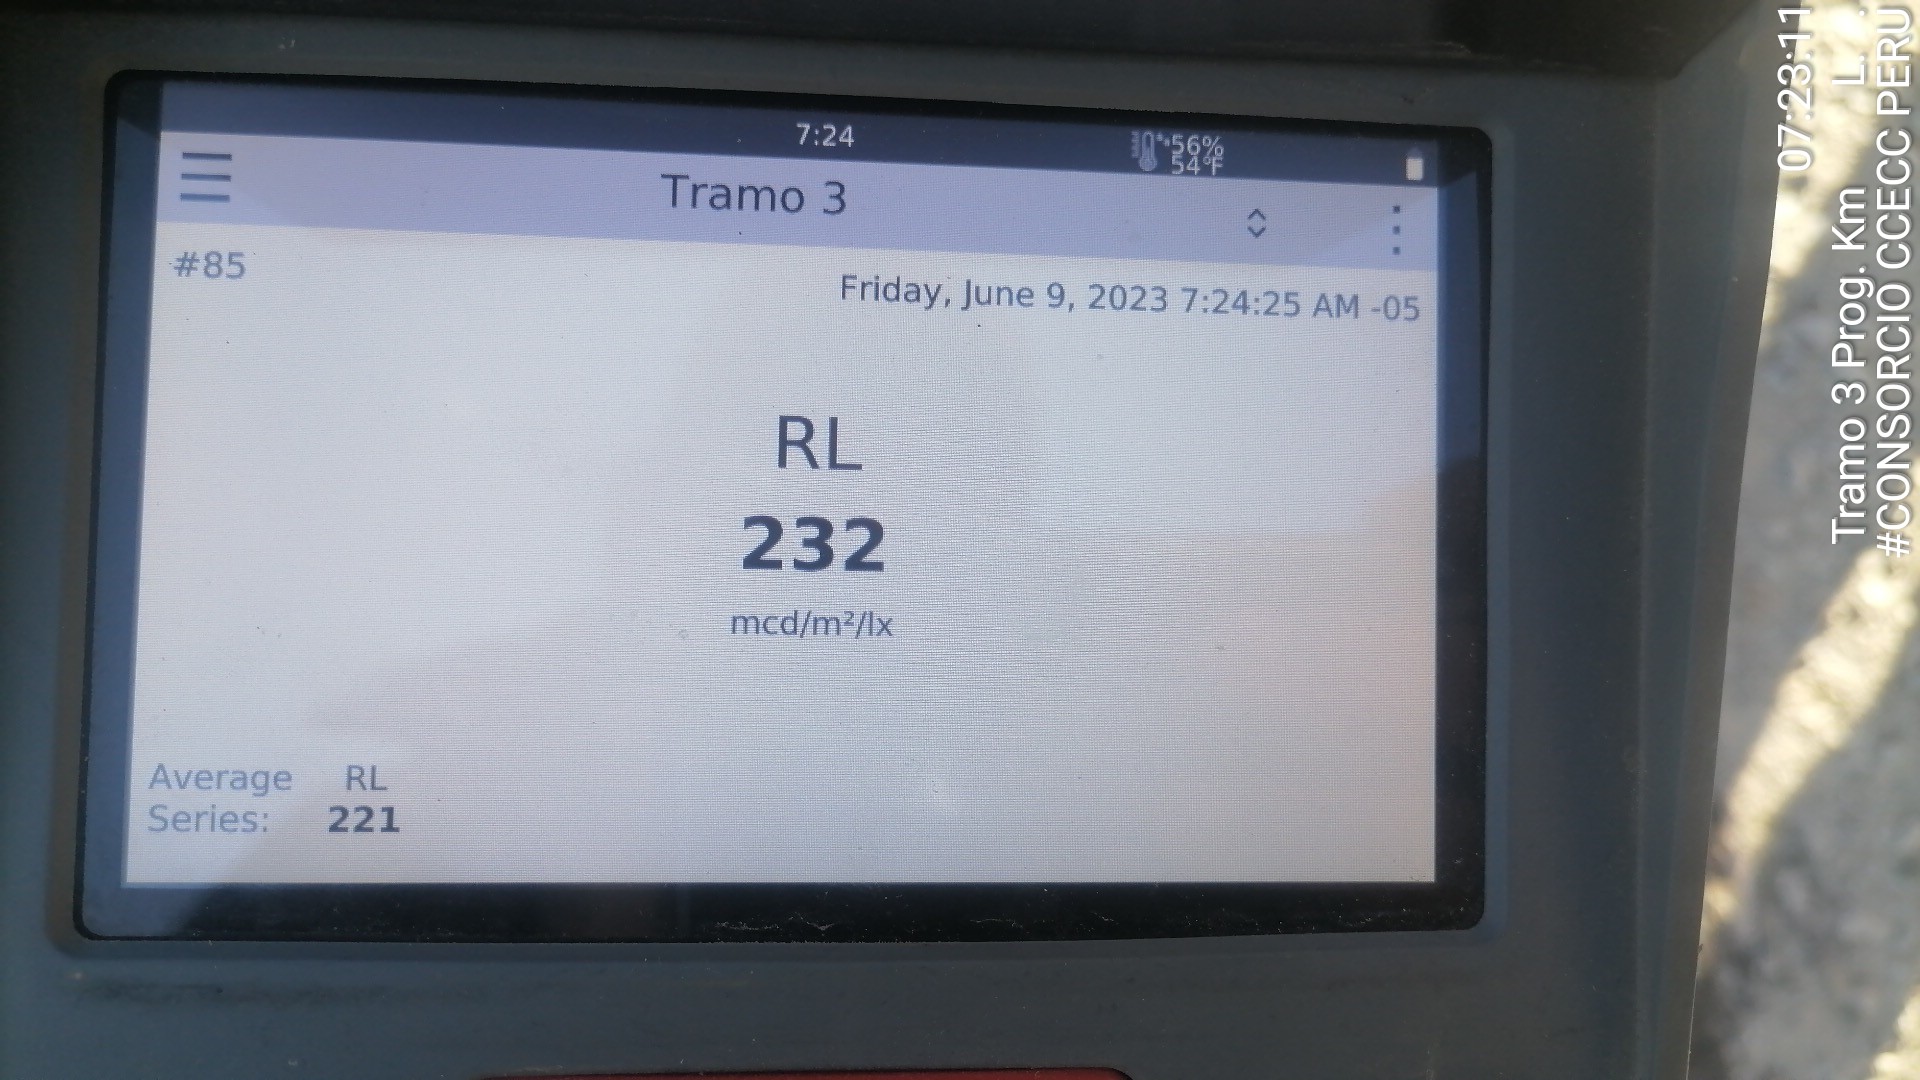 7:24
56%
54°F
Tramo 3
#85
Friday, June 9, 2023 7:24:25 AM -05
RL
232
mcd/m²/lx
Average RL
Series: 221
07:23:11
Tramo 3 Prog. Km L. .
#CONSORCIO CCECC PERU